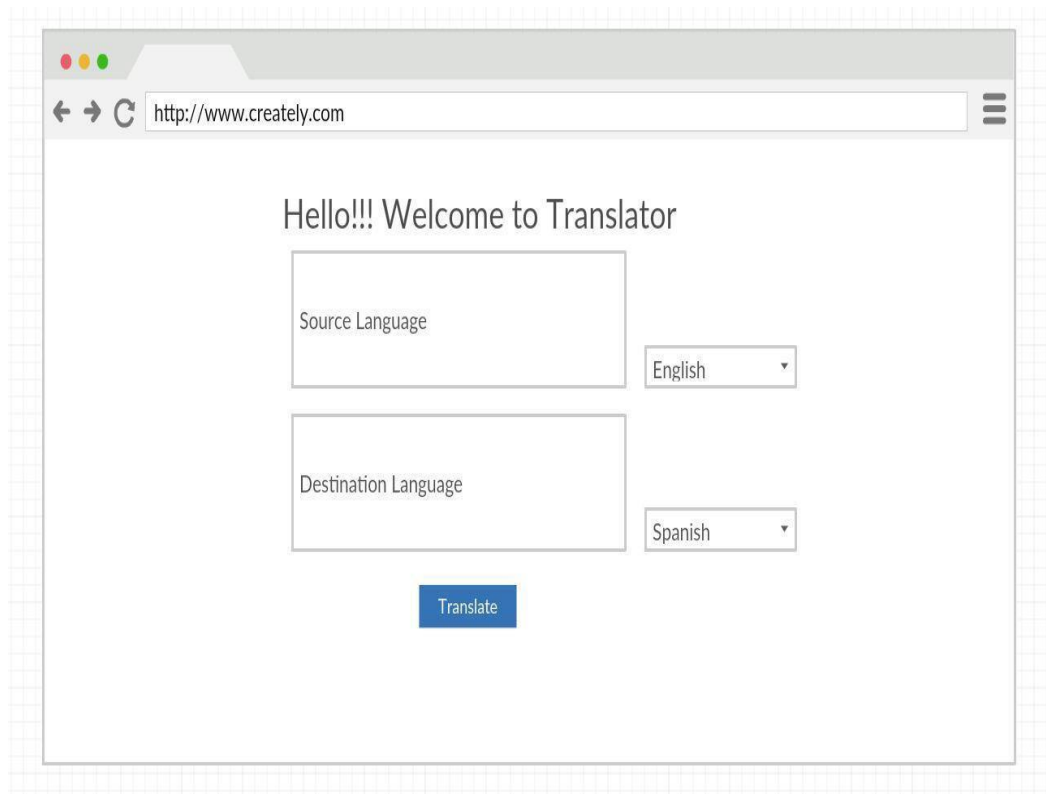 http://www.creately.com
Hello!!! Welcome to Translator
Source Language
English
Destination Language
Spanish
Translate